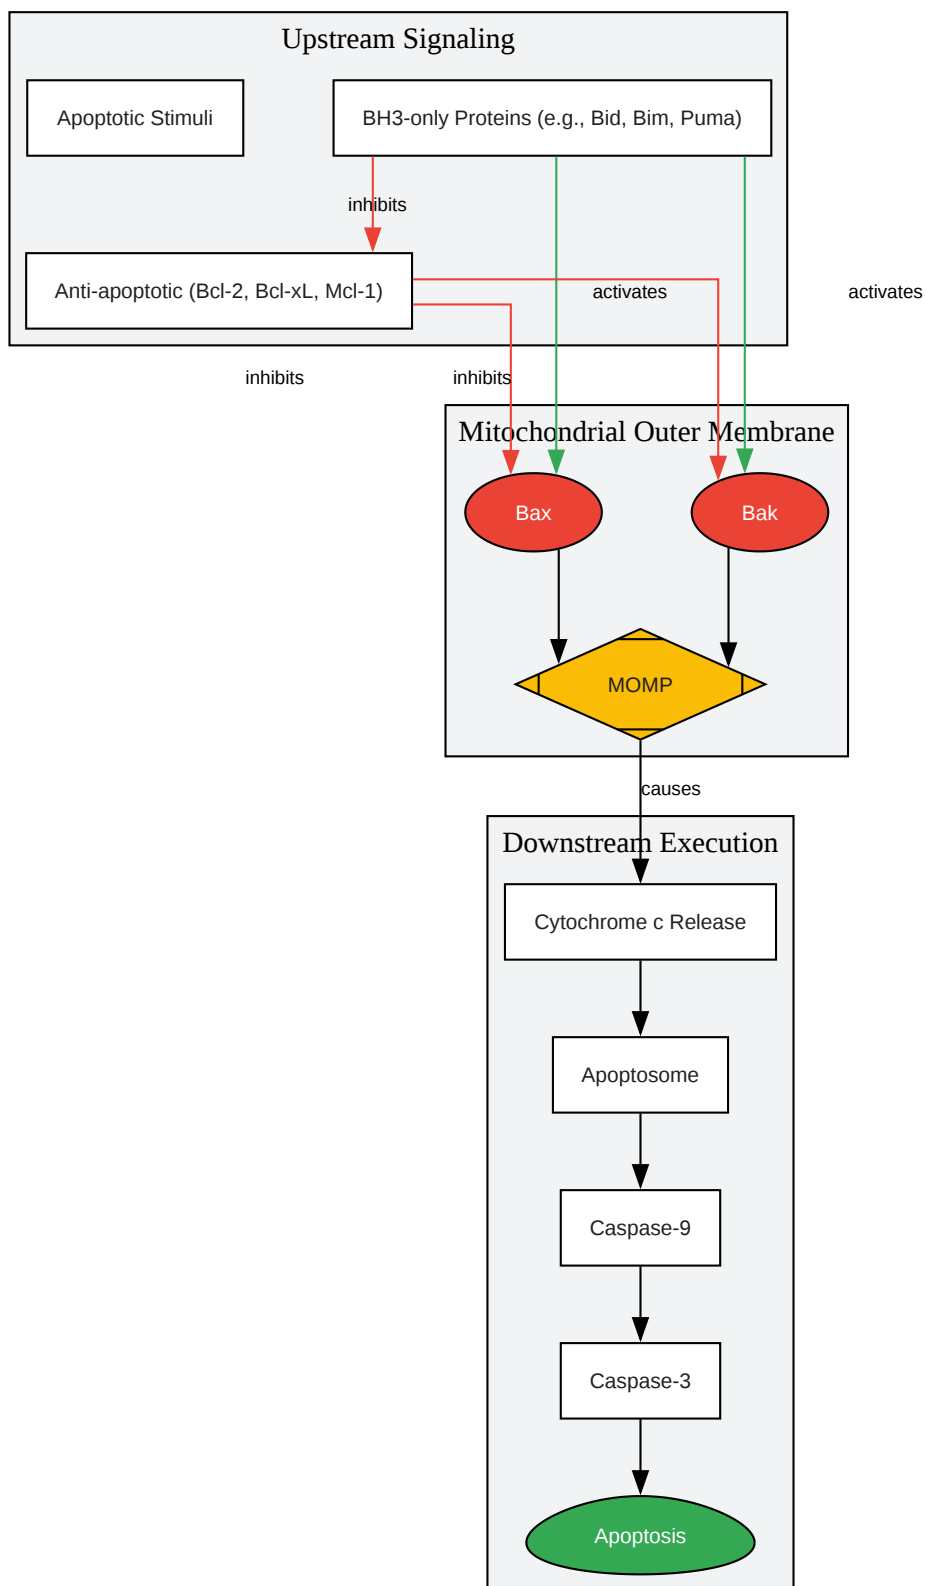 Upstream Signaling
Apoptotic Stimuli
BH3-only Proteins (e.g., Bid, Bim, Puma)
inhibits
Anti-apoptotic (Bcl-2, Bcl-xL, Mcl-1)
activates
activates
inhibits
inhibits
Mitochondrial Outer Membrane
Bax
Bak
MOMP
causes
Downstream Execution
Cytochrome c Release
Apoptosome
Caspase-9
Caspase-3
Apoptosis